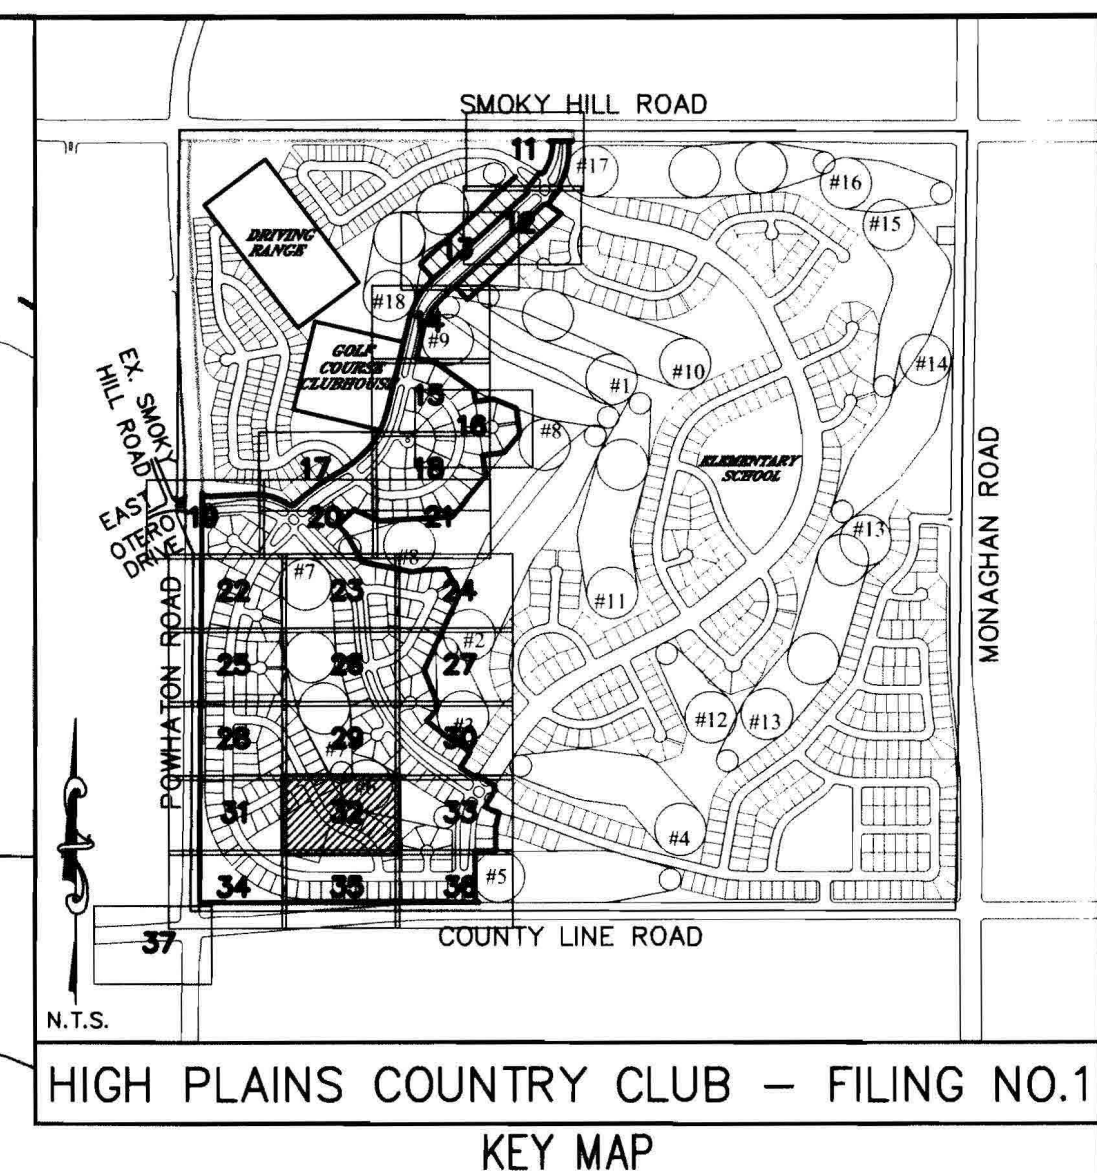 SMOKY HILL ROAD
11
#17
#16
12
#15
DRIVING
RANGE
13
#18
14
#9
GOLF
COURSE
CLUBHOUSE
#14
#10
#1
EX. SMOKY
HILL ROAD
15
16
#8
17
18
ELEMENTARY
SCHOOL
MONAGHAN ROAD
EAST
OTERO
DRIVE
19
20
21
#13
#8
#7
22
23
24
#11
#2
POWHATON ROAD
25
26
27
#12
#13
#3
28
29
30
#7
#6
31
32
33
#4
34
35
36
#5
37
COUNTY LINE ROAD
N.T.S.
HIGH PLAINS COUNTRY CLUB – FILING NO.1
KEY MAP